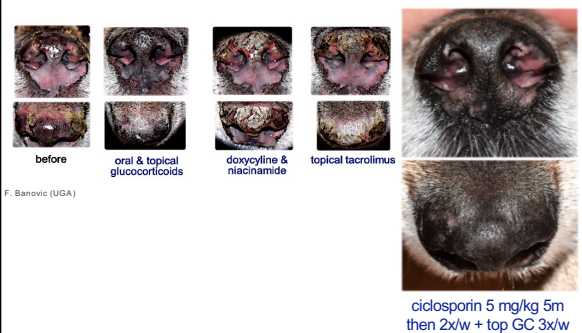 before
oral & topical
glucocorticoids
doxycyline &
niacinamide
topical tacrolimus
F. Banovic (UGA)
ciclosporin 5 mg/kg 5m
then 2x/w + top GC 3x/w